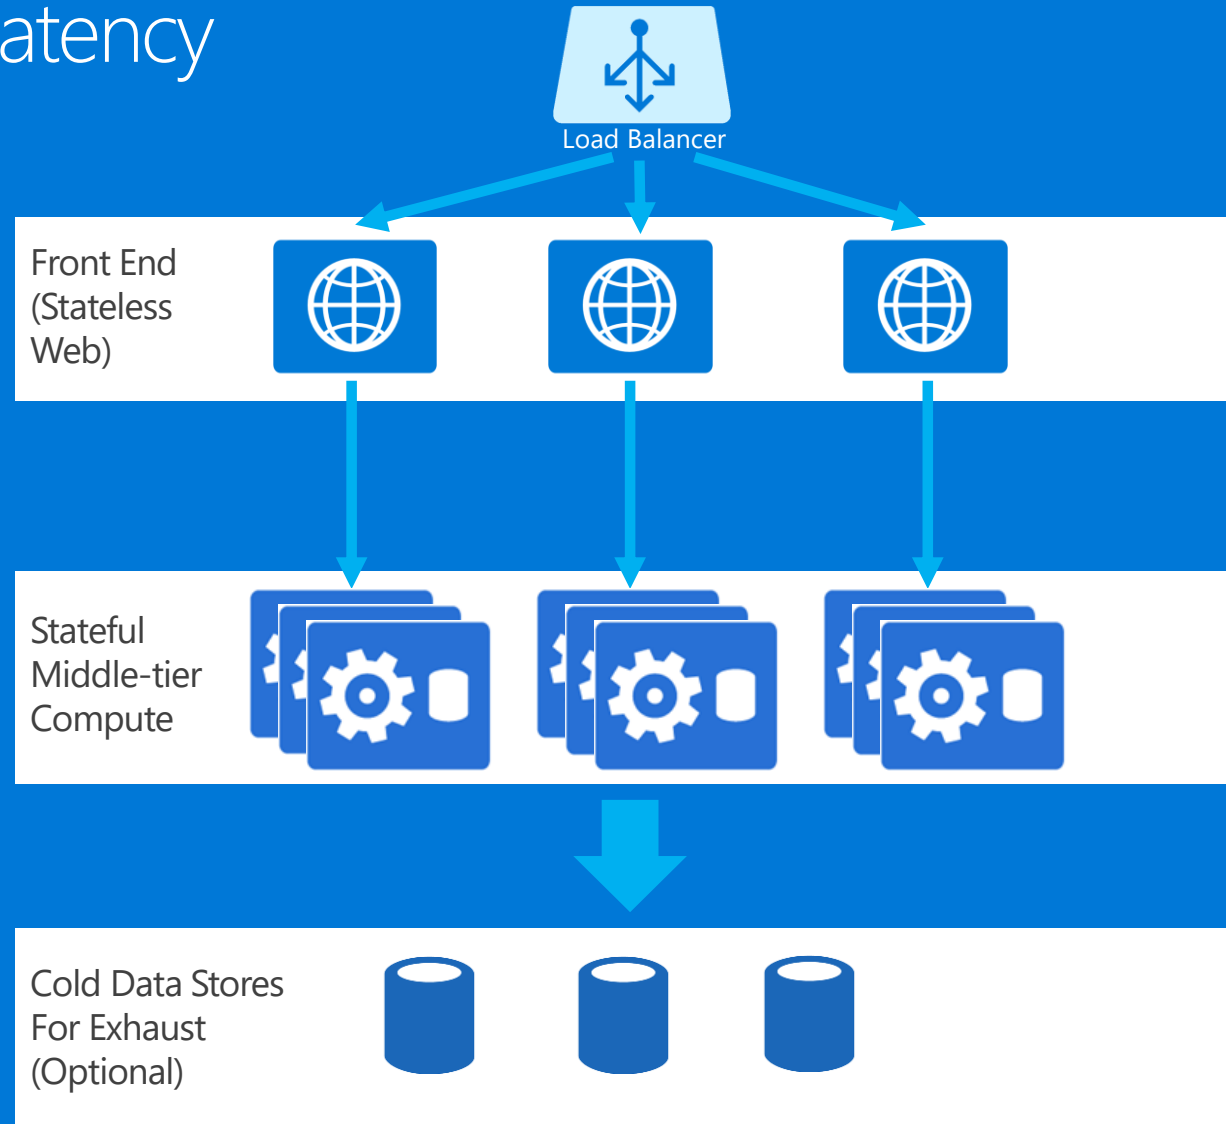 atency
Load Balancer
Front End
(Stateless
Web)
Stateful
Middle-tier
Compute
Cold Data Stores
For Exhaust
(Optional)